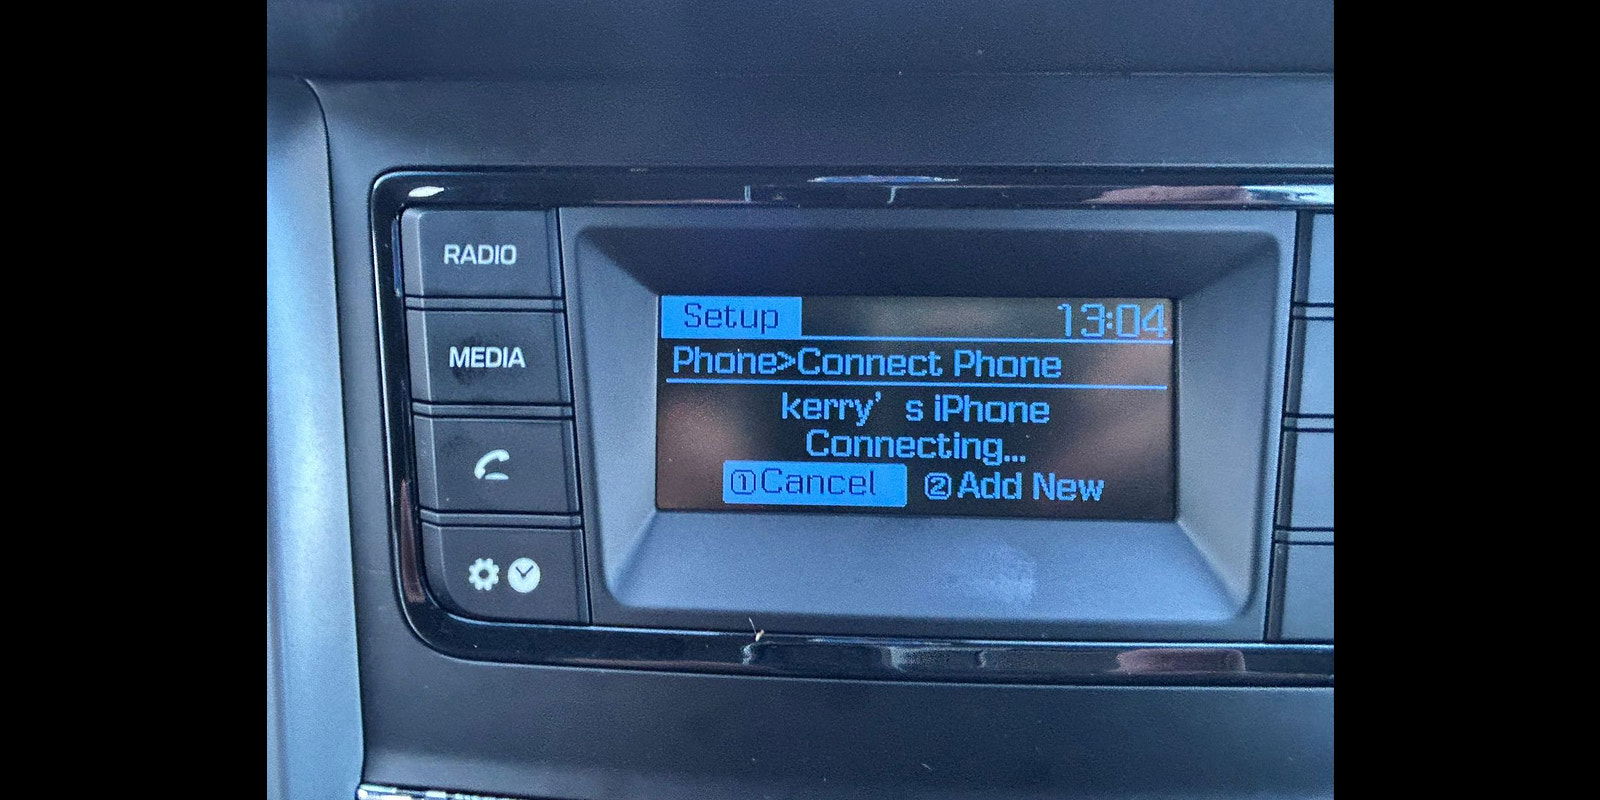 RADIO
MEDIA
Setup 13:04
Phone>Connect Phone
kerry’s iPhone
Connecting...
①Cancel ②Add New